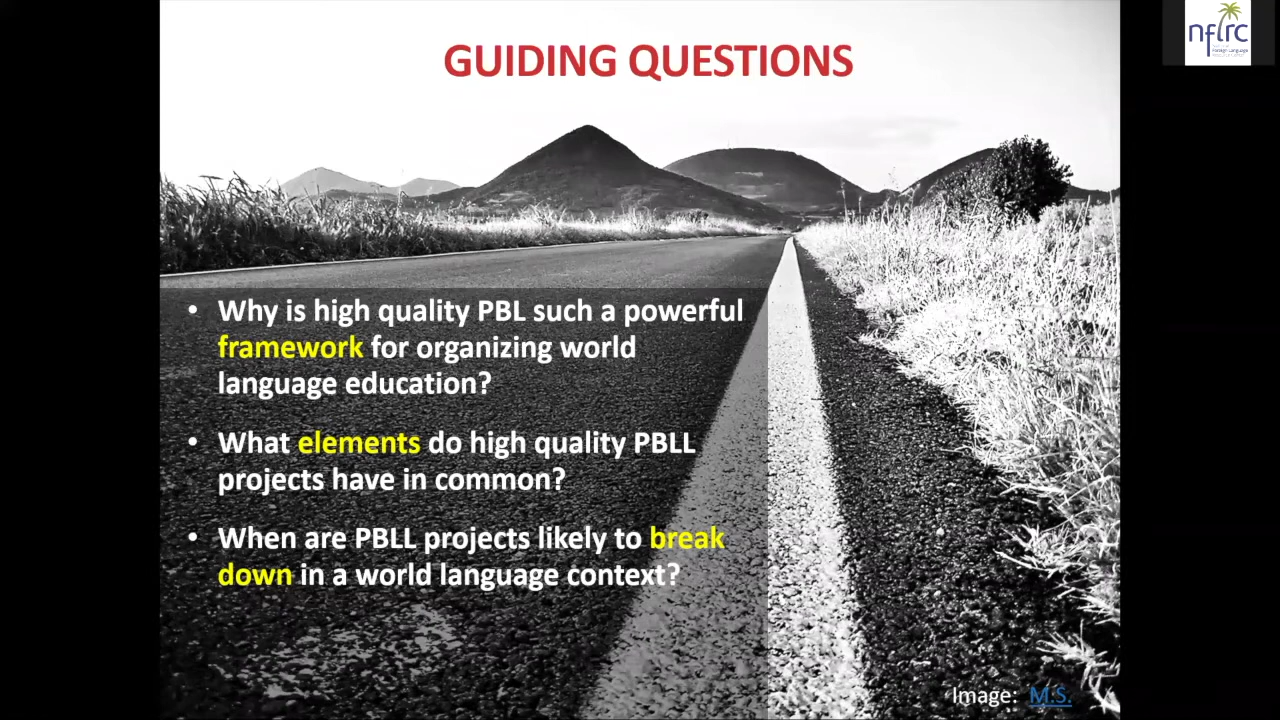 nflrc
GUIDING QUESTIONS
• Why is high quality PBL such a powerful
framework for organizing world
language education?
• What elements do high quality PBLL
projects have in common?
• When are PBLL projects likely to break
down in a world language context?
Image: M.S.